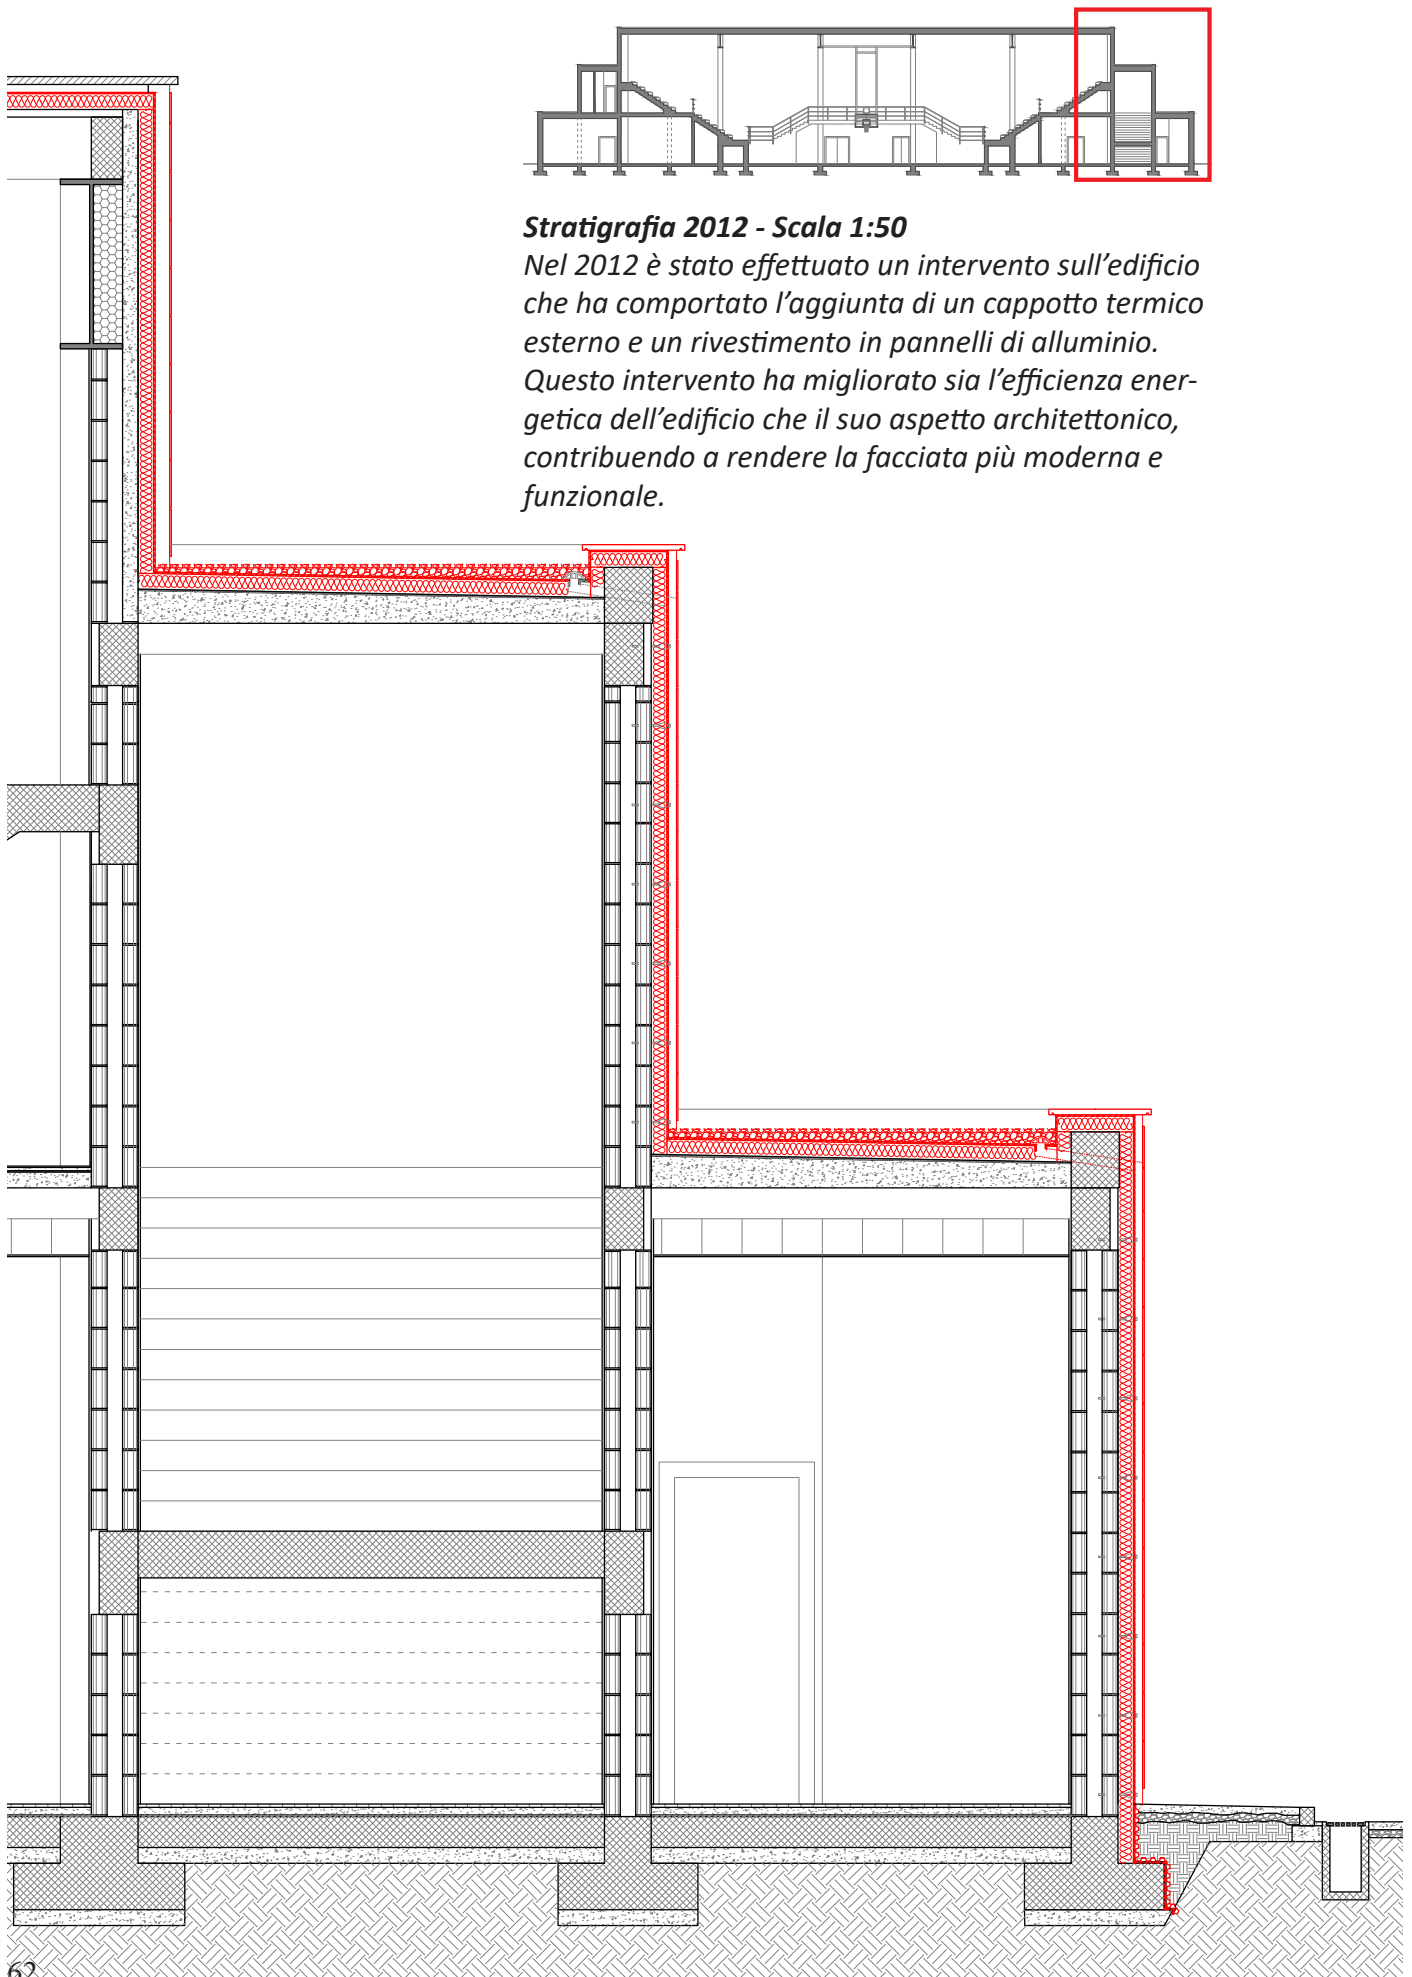 Stratigrafia 2012 - Scala 1:50
Nel 2012 è stato effettuato un intervento sull’edificio
che ha comportato l’aggiunta di un cappotto termico
esterno e un rivestimento in pannelli di alluminio.
Questo intervento ha migliorato sia l’efficienza ener-
getica dell’edificio che il suo aspetto architettonico,
contribuendo a rendere la facciata più moderna e
funzionale.
62